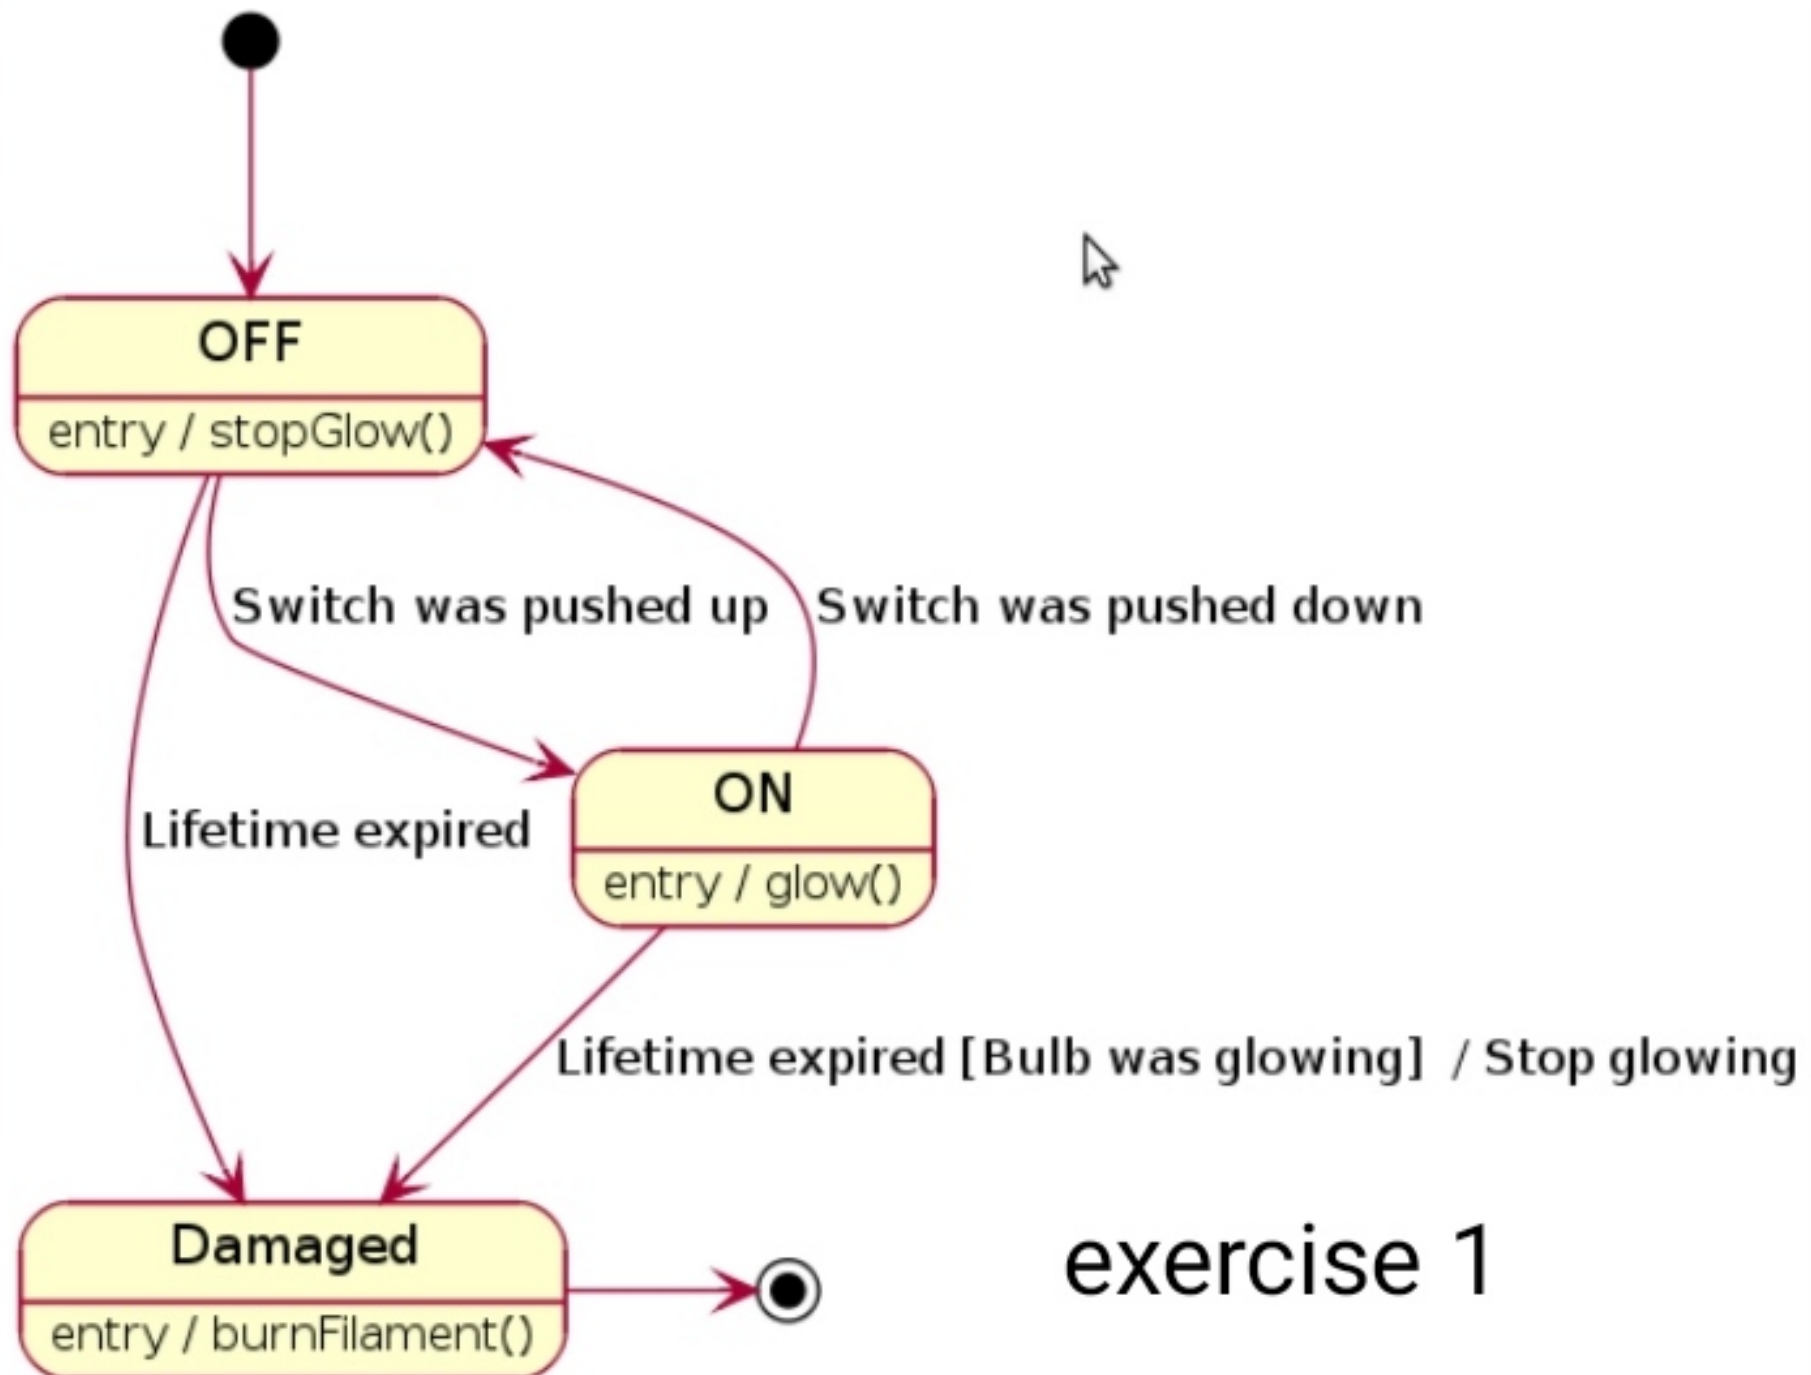 OFF
entry / stopGlow()
Switch was pushed up
Switch was pushed down
ON
Lifetime expired
entry / glow()
Lifetime expired [Bulb was glowing] / Stop glowing
Damaged
entry / burnFilament()
exercise 1